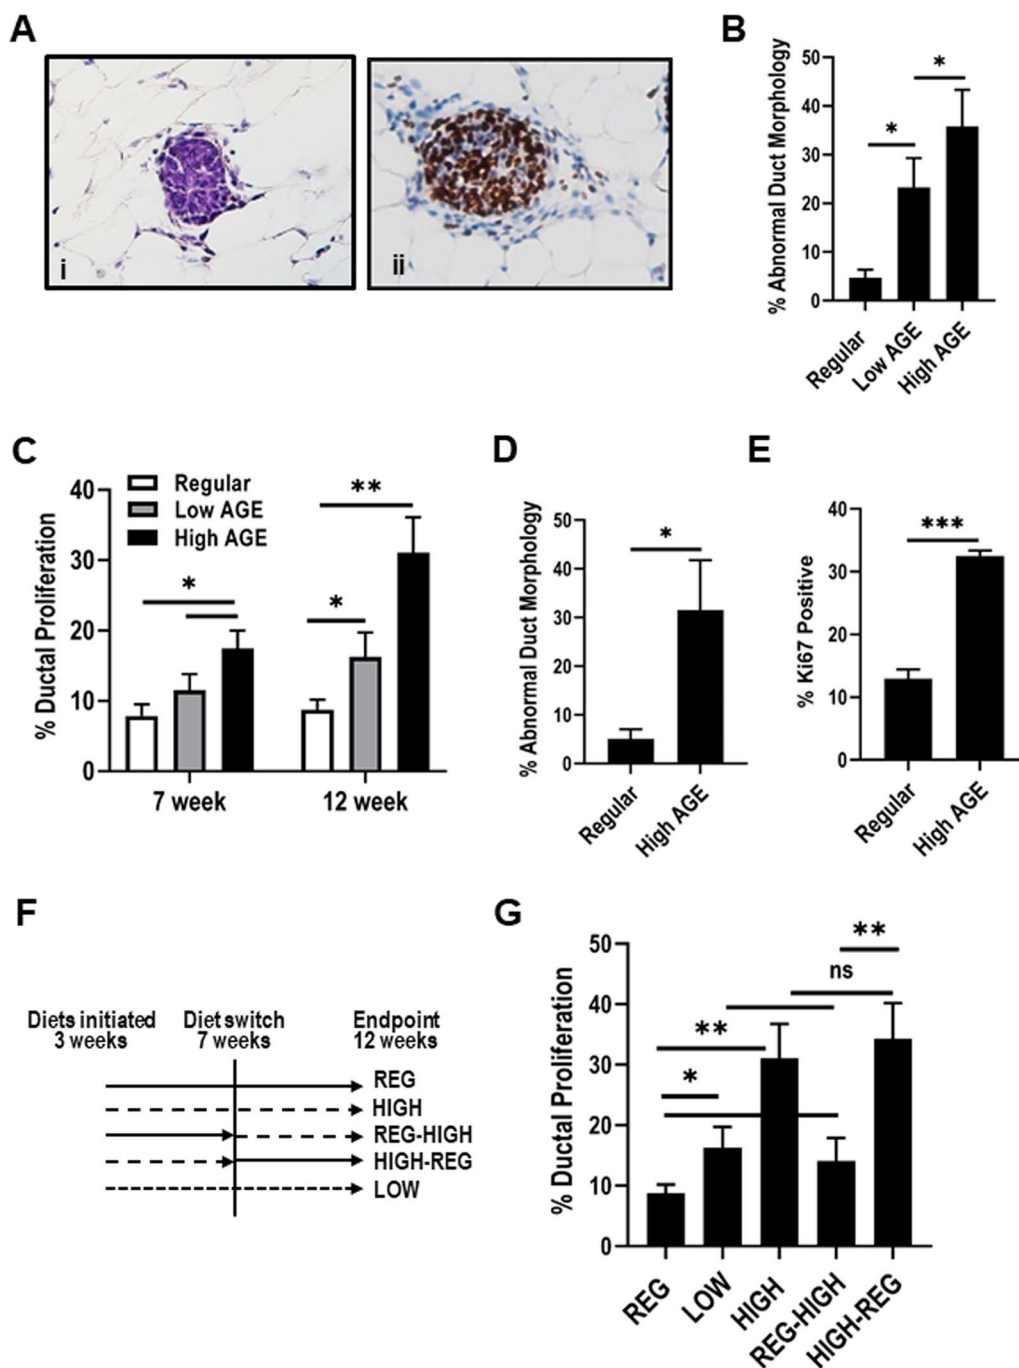 A
i
ii
B
% Abnormal Duct Morphology
50
40
30
20
10
0
*
*
Regular
Low AGE
High AGE
C
% Ductal Proliferation
40
30
20
10
0
Regular
Low AGE
High AGE
*
*
**
7 week
12 week
D
% Abnormal Duct Morphology
50
40
30
20
10
0
*
Regular
High AGE
E
% Ki67 Positive
40
30
20
10
0
***
Regular
High AGE
F
Diets initiated
3 weeks
Diet switch
7 weeks
Endpoint
12 weeks
REG
HIGH
REG-HIGH
HIGH-REG
LOW
G
% Ductal Proliferation
50
40
30
20
10
0
**
ns
**
*
REG
LOW
HIGH
REG-HIGH
HIGH-REG